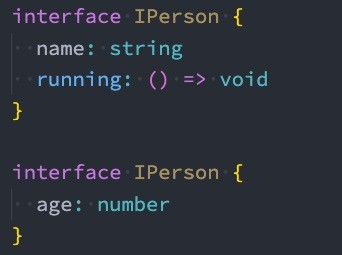 interface IPerson {
  name: string
  running: () => void
}

interface IPerson {
  age: number
}